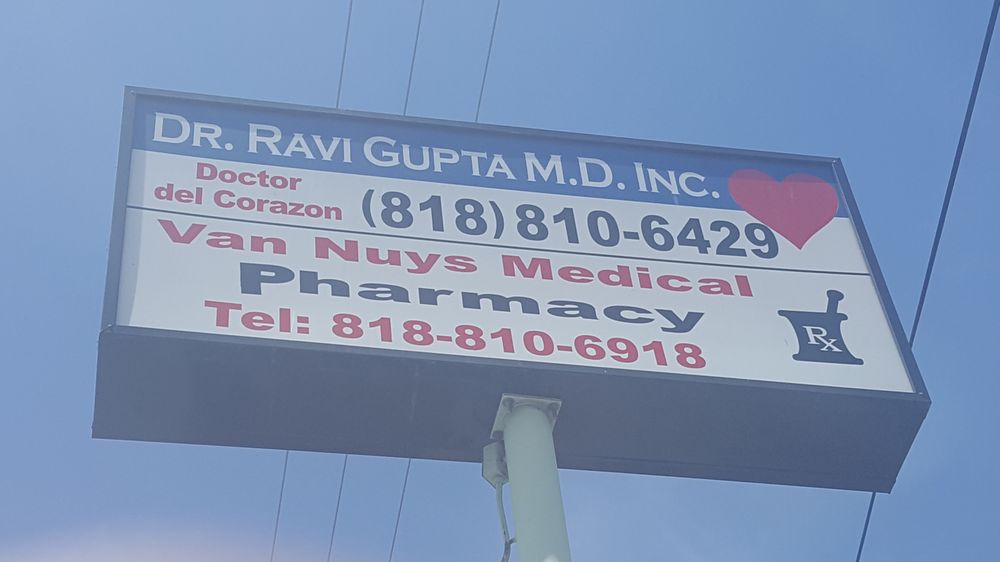 DR. RAVI GUPTA M.D. INC.
Doctor
del Corazon
(818) 810-6429
Van Nuys Medical
Pharmacy
Tel: 818-810-6918
Rx